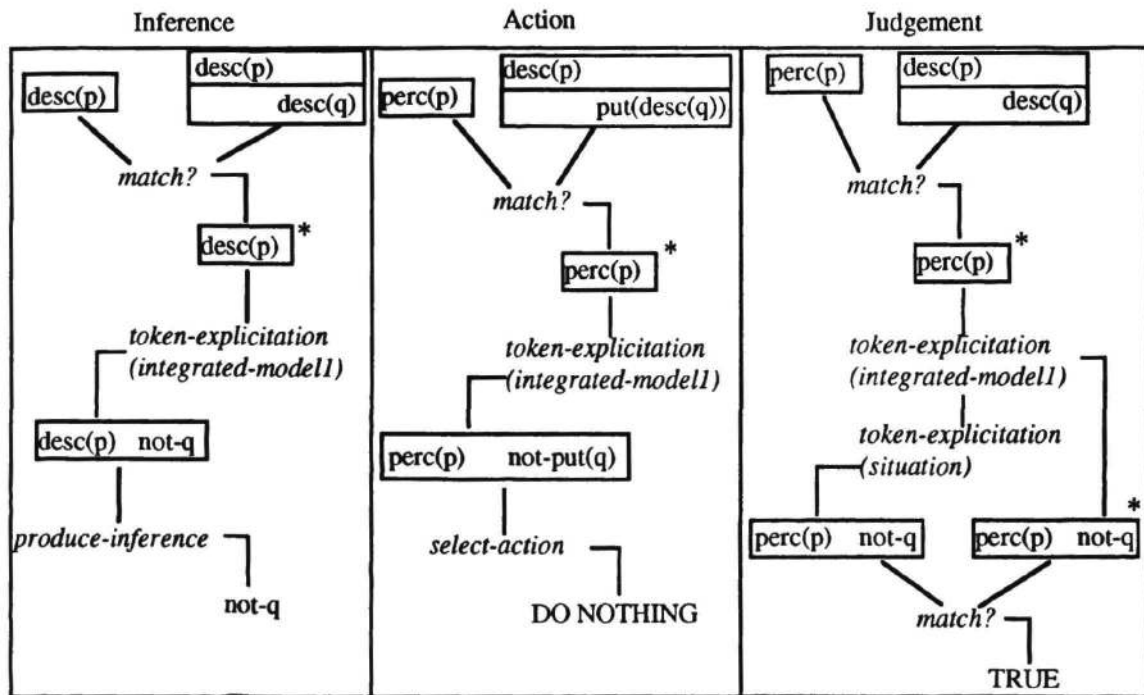 Inference
Action
Judgement
desc(p)
desc(p)
desc(q)
match?
desc(p) *
token-explicitation
(integrated-model1)
desc(p) not-q
produce-inference
not-q
perc(p)
desc(p)
put(desc(q))
match?
perc(p) *
token-explicitation
(integrated-model1)
perc(p) not-put(q)
select-action
DO NOTHING
perc(p)
desc(p)
desc(q)
match?
perc(p) *
token-explicitation
(integrated-model1)
token-explicitation
(situation)
perc(p) not-q
perc(p) not-q *
match?
TRUE